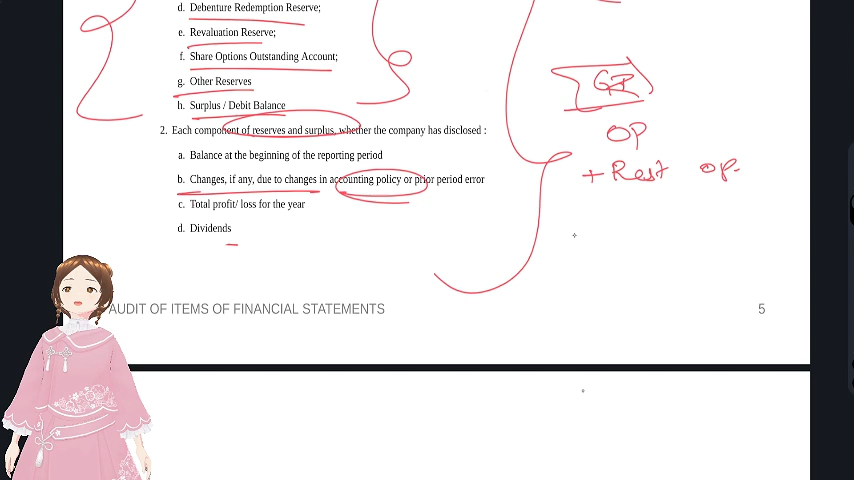 d. Debenture Redemption Reserve;
e. Revaluation Reserve;
f. Share Options Outstanding Account;
g. Other Reserves
h. Surplus / Debit Balance
2. Each component of reserves and surplus, whether the company has disclosed :
a. Balance at the beginning of the reporting period
b. Changes, if any, due to changes in accounting policy or prior period error
c. Total profit/ loss for the year
d. Dividends
GR
OP
+ Rest OP.
AUDIT OF ITEMS OF FINANCIAL STATEMENTS
5